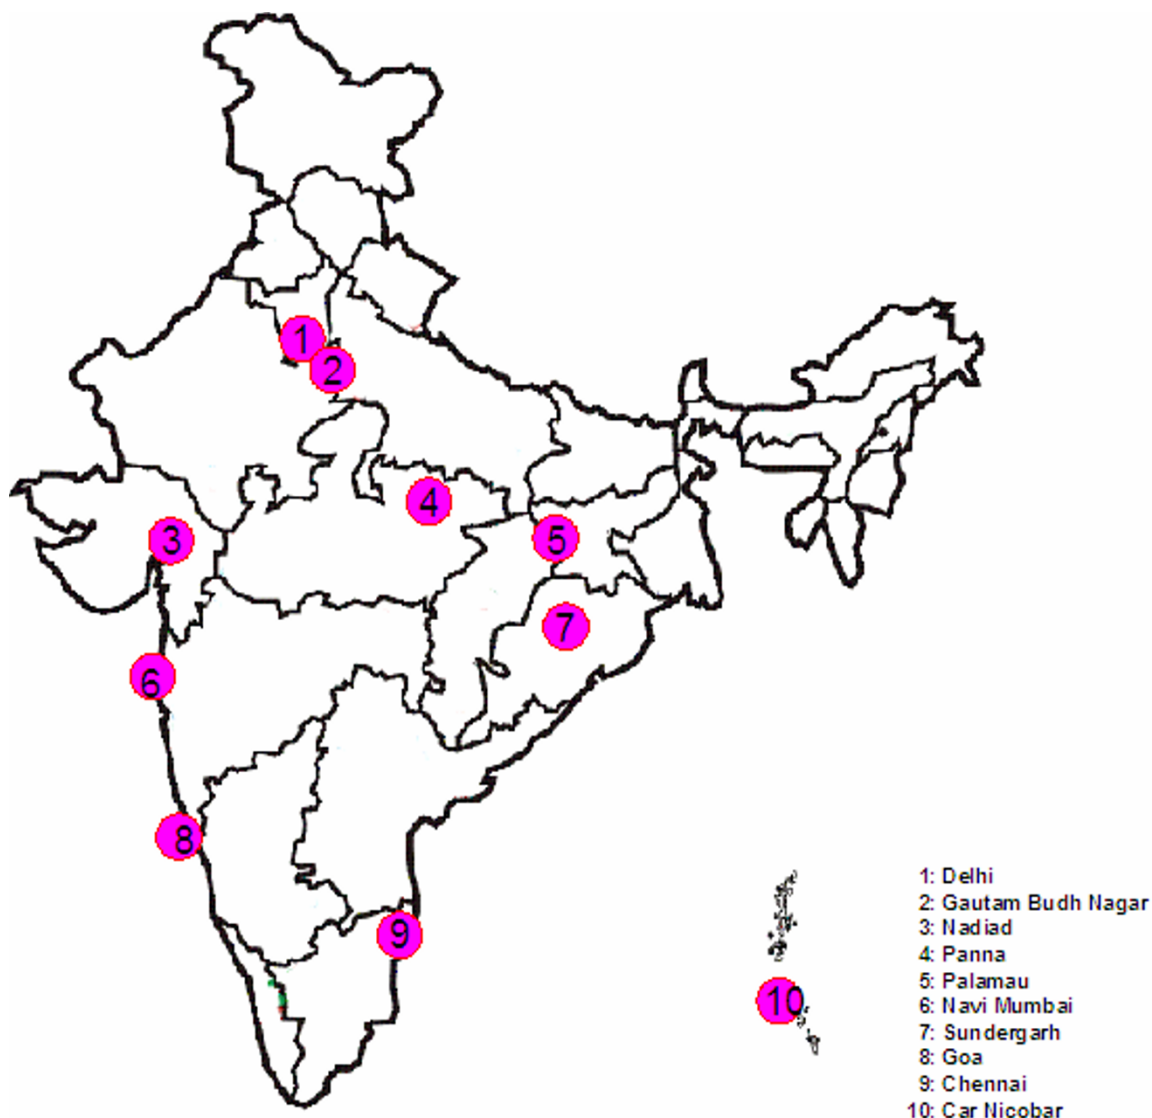 1
2
3
4
5
6
7
8
9
10
1: Delhi
2: Gautam Budh Nagar
3: Nadiad
4: Panna
5: Palamau
6: Navi Mumbai
7: Sundergarh
8: Goa
9: Chennai
10: Car Nicobar